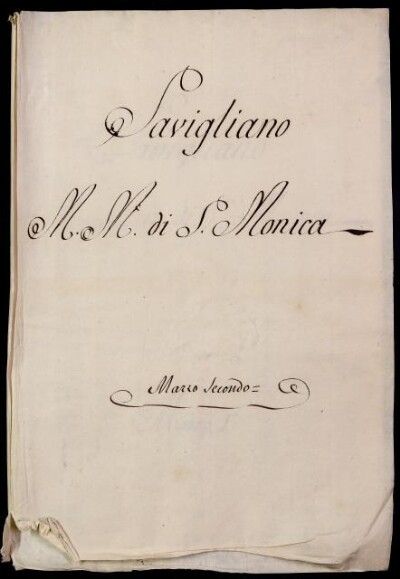 Savigliano
M. M.e di S. Monica
Mazzo secondo =